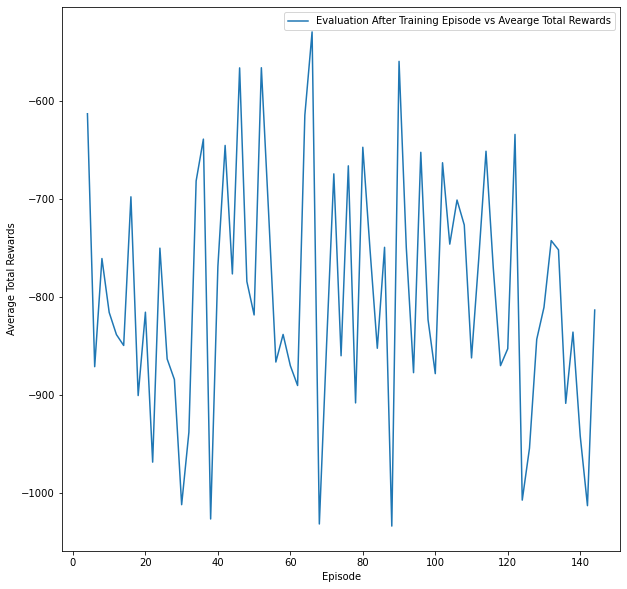 Evaluation After Training Episode vs Avearge Total Rewards
−600
−700
−800
−900
−1000
Average Total Rewards
0 20 40 60 80 100 120 140
Episode